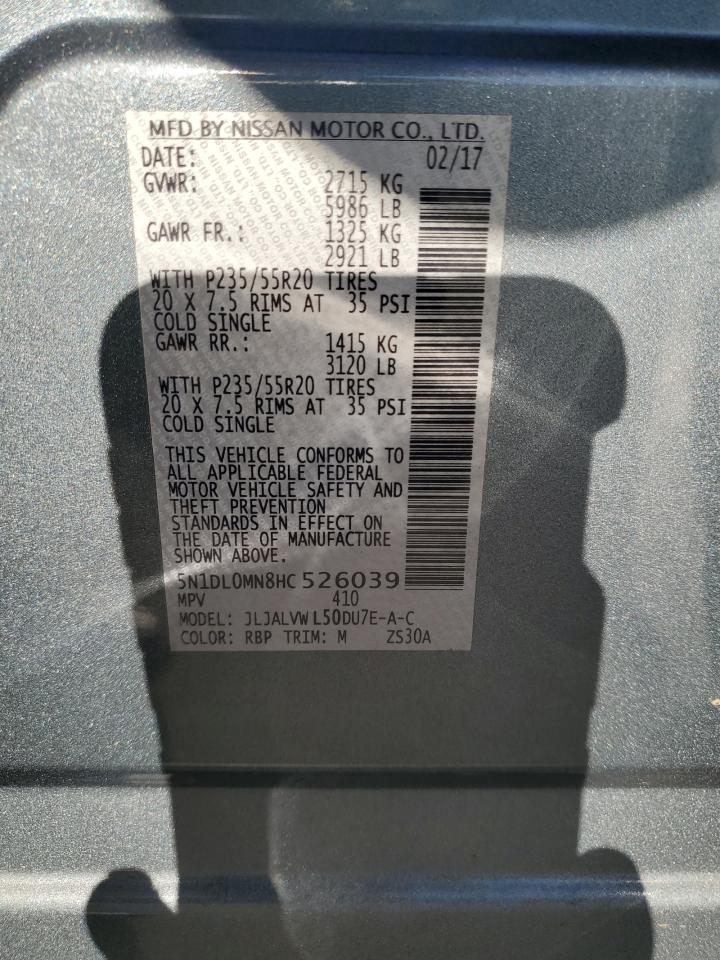 MFD BY NISSAN MOTOR CO., LTD.
DATE: 02/17
GVWR: 2715 KG
5986 LB
GAWR FR.: 1325 KG
2921 LB
WITH P235/55R20 TIRES
20 X 7.5 RIMS AT 35 PSI
COLD SINGLE
GAWR RR.: 1415 KG
3120 LB
WITH P235/55R20 TIRES
20 X 7.5 RIMS AT 35 PSI
COLD SINGLE
THIS VEHICLE CONFORMS TO
ALL APPLICABLE FEDERAL
MOTOR VEHICLE SAFETY AND
THEFT PREVENTION
STANDARDS IN EFFECT ON
THE DATE OF MANUFACTURE
SHOWN ABOVE.
5N1DL0MN8HC 526039
MPV 410
MODEL: JLJALVWL50DU7E-A-C
COLOR: RBP TRIM: M ZS30A